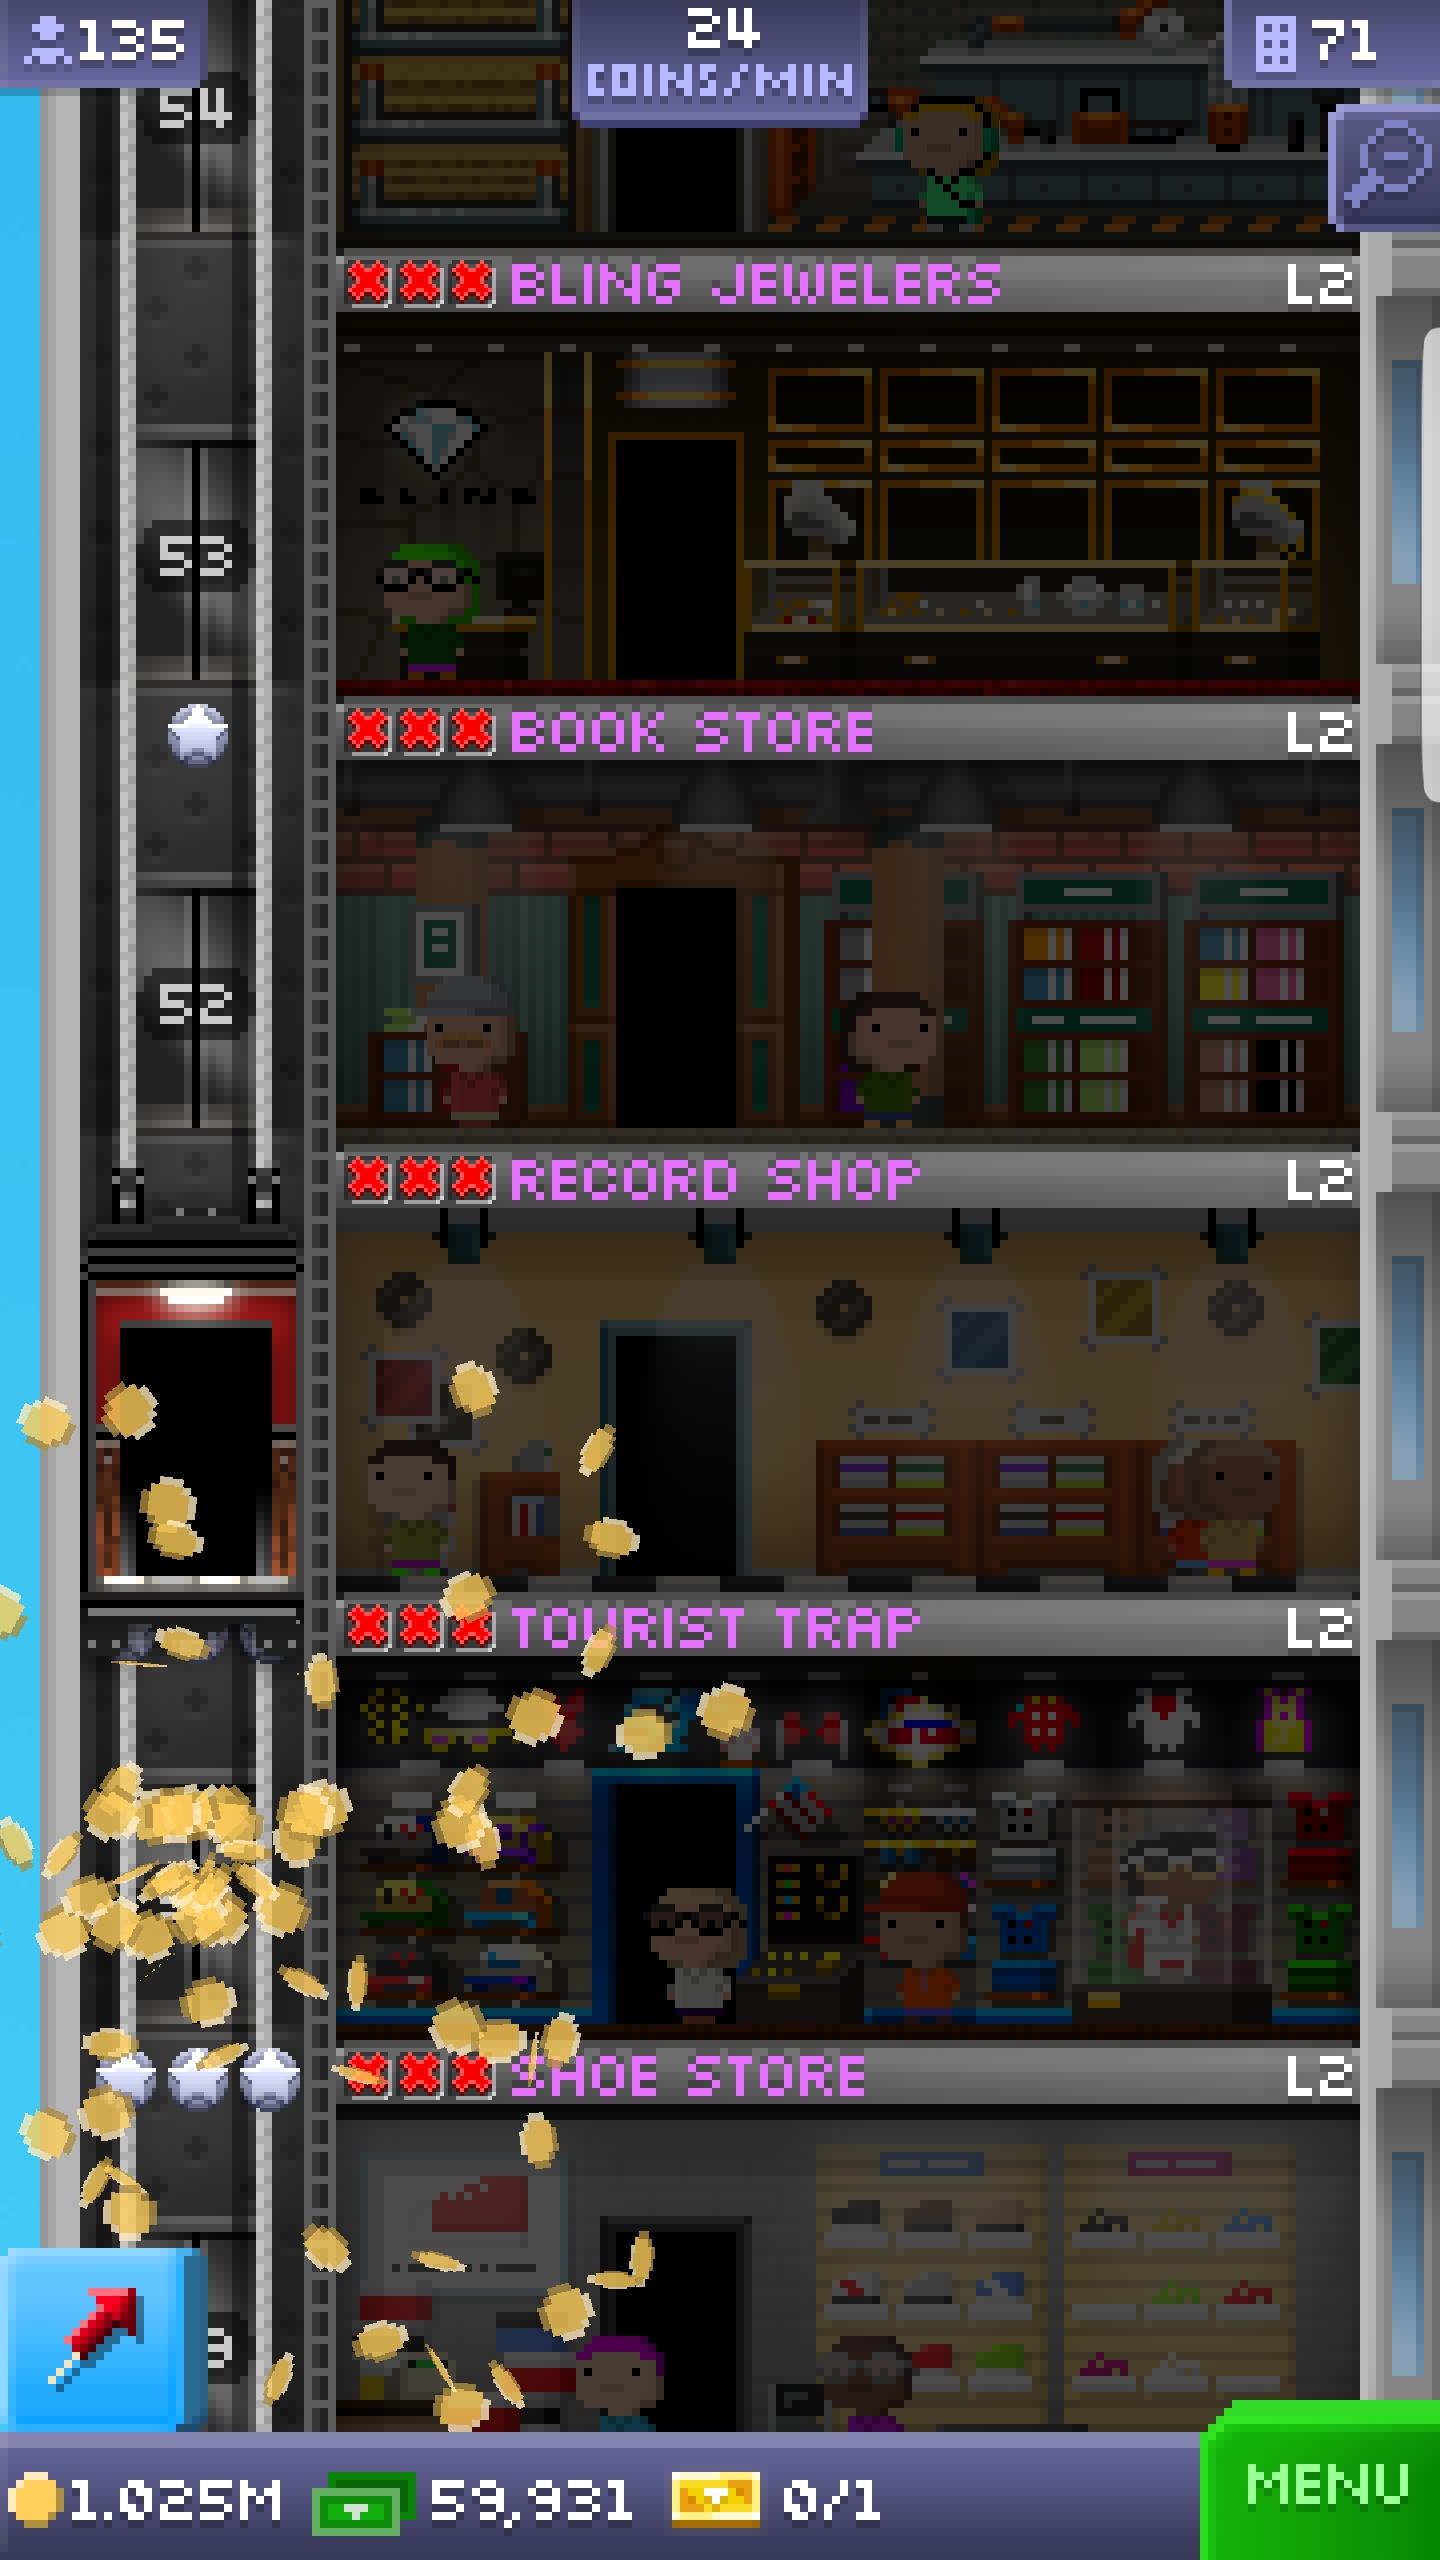 135
24
COINS/MIN
71
54
BLING JEWELERS L2
BLING
53
BOOK STORE L2
52
RECORD SHOP L2
TOURIST TRAP L2
SHOE STORE L2
1.025M
59,931
0/1
MENU